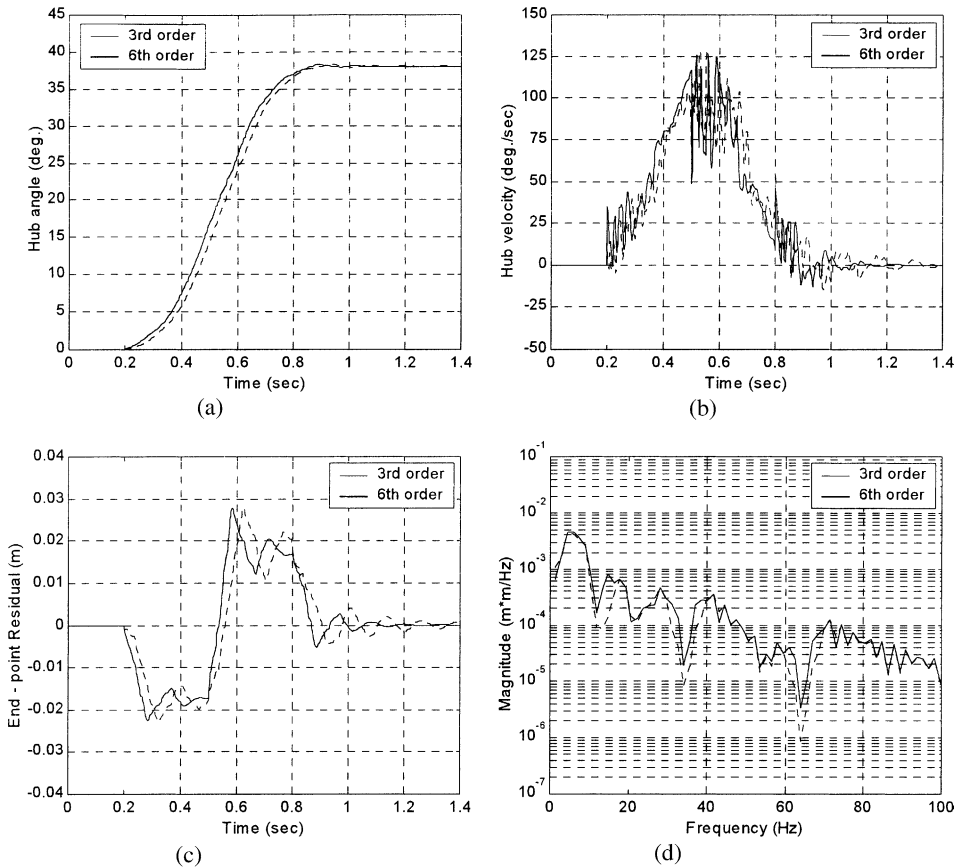 45
40
35
30
25
20
15
10
5
0
Hub angle (deg.)
3rd order
6th order
0 0.2 0.4 0.6 0.8 1 1.2 1.4
Time (sec)
(a)
150
125
100
75
50
25
0
-25
-50
Hub velocity (deg./sec)
3rd order
6th order
0 0.2 0.4 0.6 0.8 1 1.2 1.4
Time (sec)
(b)
0.04
0.03
0.02
0.01
0
-0.01
-0.02
-0.03
-0.04
End - point Residual (m)
3rd order
6th order
0 0.2 0.4 0.6 0.8 1 1.2 1.4
Time (sec)
(c)
10^-1
10^-2
10^-3
10^-4
10^-5
10^-6
10^-7
Magnitude (m*m/Hz)
3rd order
6th order
0 20 40 60 80 100
Frequency (Hz)
(d)